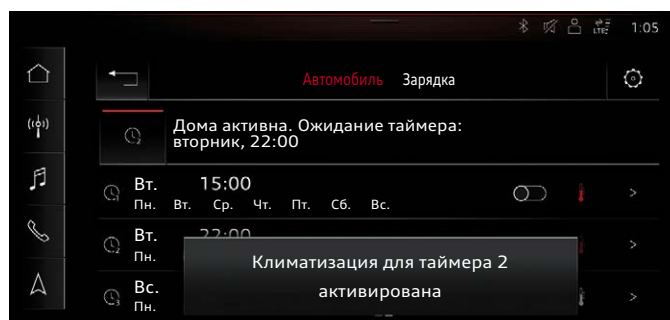 LTE 1:05
Автомобиль Зарядка
Дома активна. Ожидание таймера:
вторник, 22:00
Вт. 15:00
Пн. Вт. Ср. Чт. Пт. Сб. Вс.
Вт. 22:00
Пн.
Климатизация для таймера 2
активирована
Вс.
Пн.